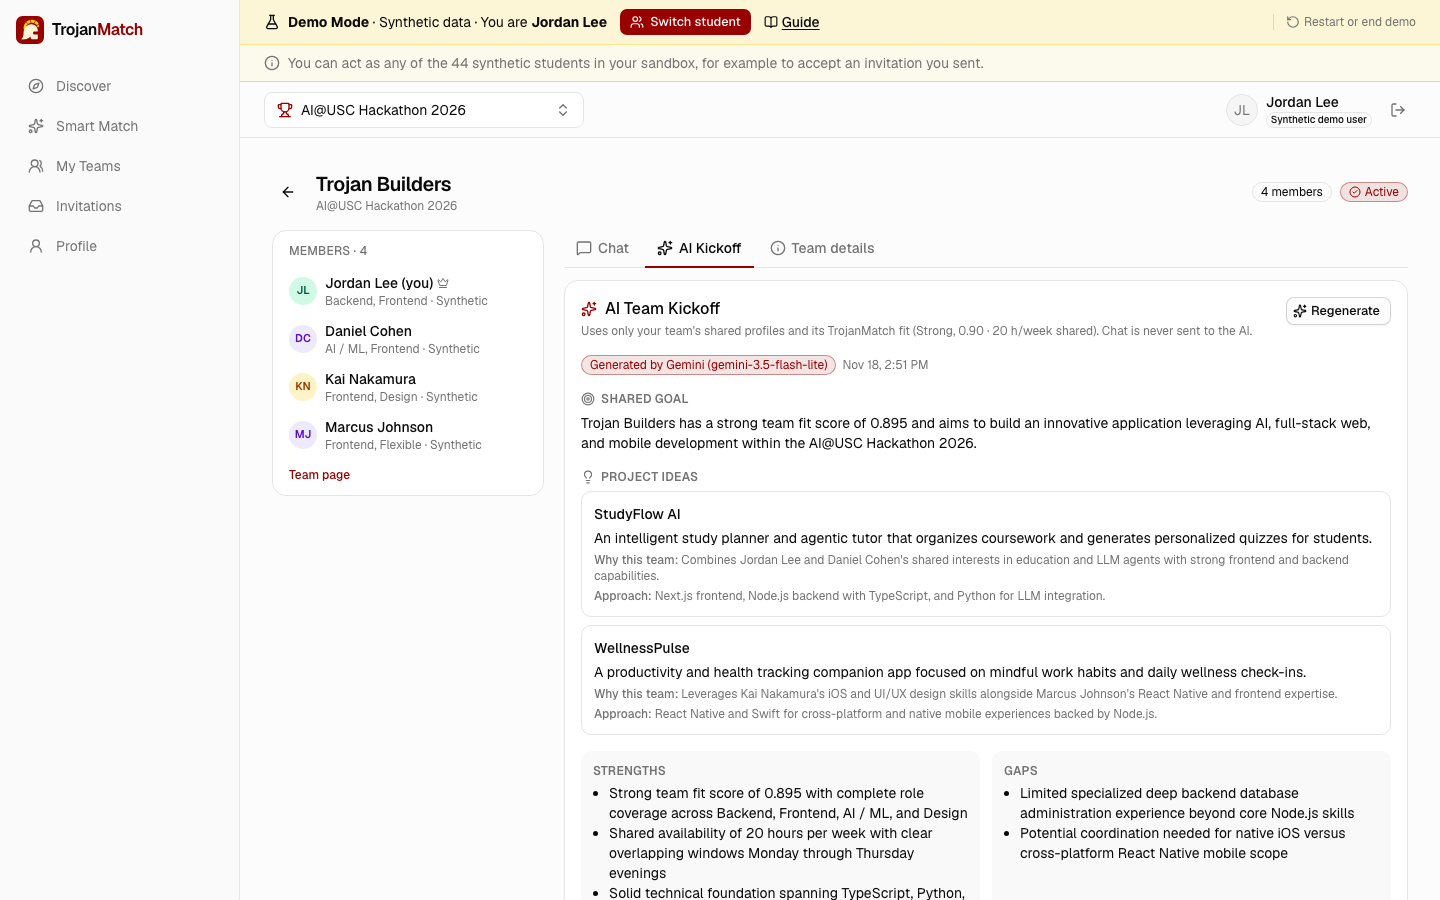 TrojanMatch
Discover
Smart Match
My Teams
Invitations
Profile
Demo Mode · Synthetic data · You are Jordan Lee
Switch student
Guide
Restart or end demo
You can act as any of the 44 synthetic students in your sandbox, for example to accept an invitation you sent.
AI@USC Hackathon 2026
JL
Jordan Lee
Synthetic demo user
Trojan Builders
AI@USC Hackathon 2026
4 members
Active
MEMBERS · 4
JL
Jordan Lee (you)
Backend, Frontend · Synthetic
DC
Daniel Cohen
AI / ML, Frontend · Synthetic
KN
Kai Nakamura
Frontend, Design · Synthetic
MJ
Marcus Johnson
Frontend, Flexible · Synthetic
Team page
Chat
AI Kickoff
Team details
AI Team Kickoff
Regenerate
Uses only your team's shared profiles and its TrojanMatch fit (Strong, 0.90 · 20 h/week shared). Chat is never sent to the AI.
Generated by Gemini (gemini-3.5-flash-lite)
Nov 18, 2:51 PM
SHARED GOAL
Trojan Builders has a strong team fit score of 0.895 and aims to build an innovative application leveraging AI, full-stack web,
and mobile development within the AI@USC Hackathon 2026.
PROJECT IDEAS
StudyFlow AI
An intelligent study planner and agentic tutor that organizes coursework and generates personalized quizzes for students.
Why this team: Combines Jordan Lee and Daniel Cohen's shared interests in education and LLM agents with strong frontend and backend
capabilities.
Approach: Next.js frontend, Node.js backend with TypeScript, and Python for LLM integration.
WellnessPulse
A productivity and health tracking companion app focused on mindful work habits and daily wellness check-ins.
Why this team: Leverages Kai Nakamura's iOS and UI/UX design skills alongside Marcus Johnson's React Native and frontend expertise.
Approach: React Native and Swift for cross-platform and native mobile experiences backed by Node.js.
STRENGTHS
• Strong team fit score of 0.895 with complete role
coverage across Backend, Frontend, AI / ML, and Design
• Shared availability of 20 hours per week with clear
overlapping windows Monday through Thursday
evenings
• Solid technical foundation spanning TypeScript, Python,
GAPS
• Limited specialized deep backend database
administration experience beyond core Node.js skills
• Potential coordination needed for native iOS versus
cross-platform React Native mobile scope